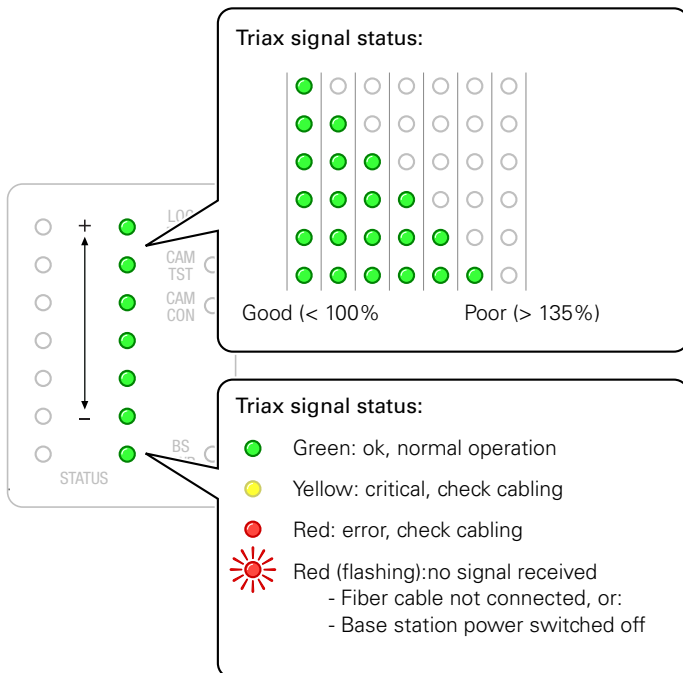 Triax signal status:
Good (< 100%
Poor (> 135%)
+
CAM
TST
CAM
CON
–
BS
STATUS
Triax signal status:
Green: ok, normal operation
Yellow: critical, check cabling
Red: error, check cabling
Red (flashing):no signal received
- Fiber cable not connected, or:
- Base station power switched off